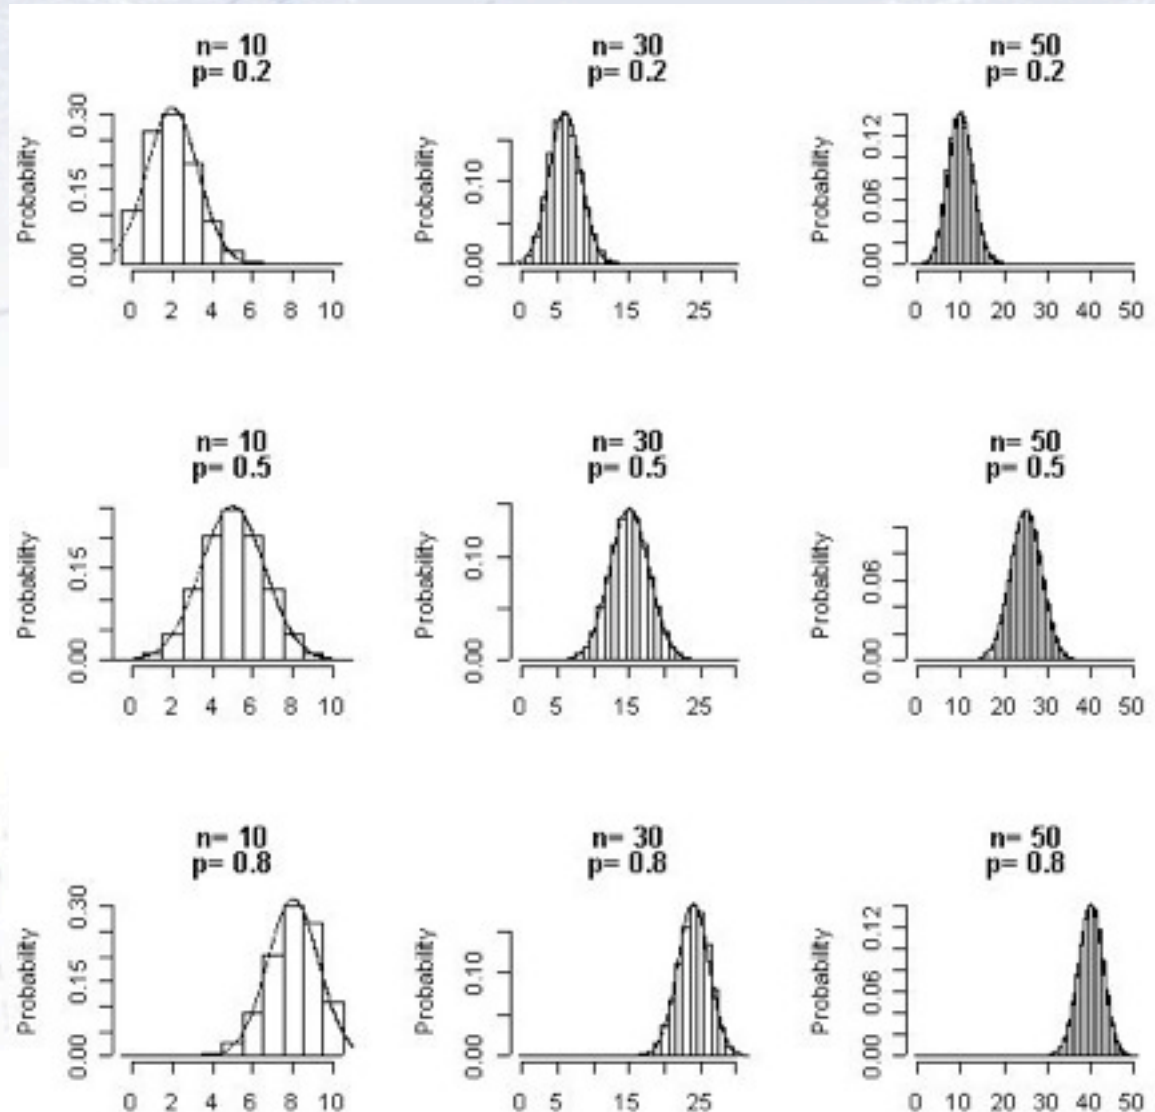 n= 10
p= 0.2
Probability
0.00 0.15 0.30
0 2 4 6 8 10
n= 30
p= 0.2
Probability
0.00 0.10
0 5 15 25
n= 50
p= 0.2
Probability
0.00 0.06 0.12
0 10 20 30 40 50
n= 10
p= 0.5
Probability
0.00 0.15
0 2 4 6 8 10
n= 30
p= 0.5
Probability
0.00 0.10
0 5 15 25
n= 50
p= 0.5
Probability
0.00 0.06
0 10 20 30 40 50
n= 10
p= 0.8
Probability
0.00 0.15 0.30
0 2 4 6 8 10
n= 30
p= 0.8
Probability
0.00 0.10
0 5 15 25
n= 50
p= 0.8
Probability
0.00 0.06 0.12
0 10 20 30 40 50